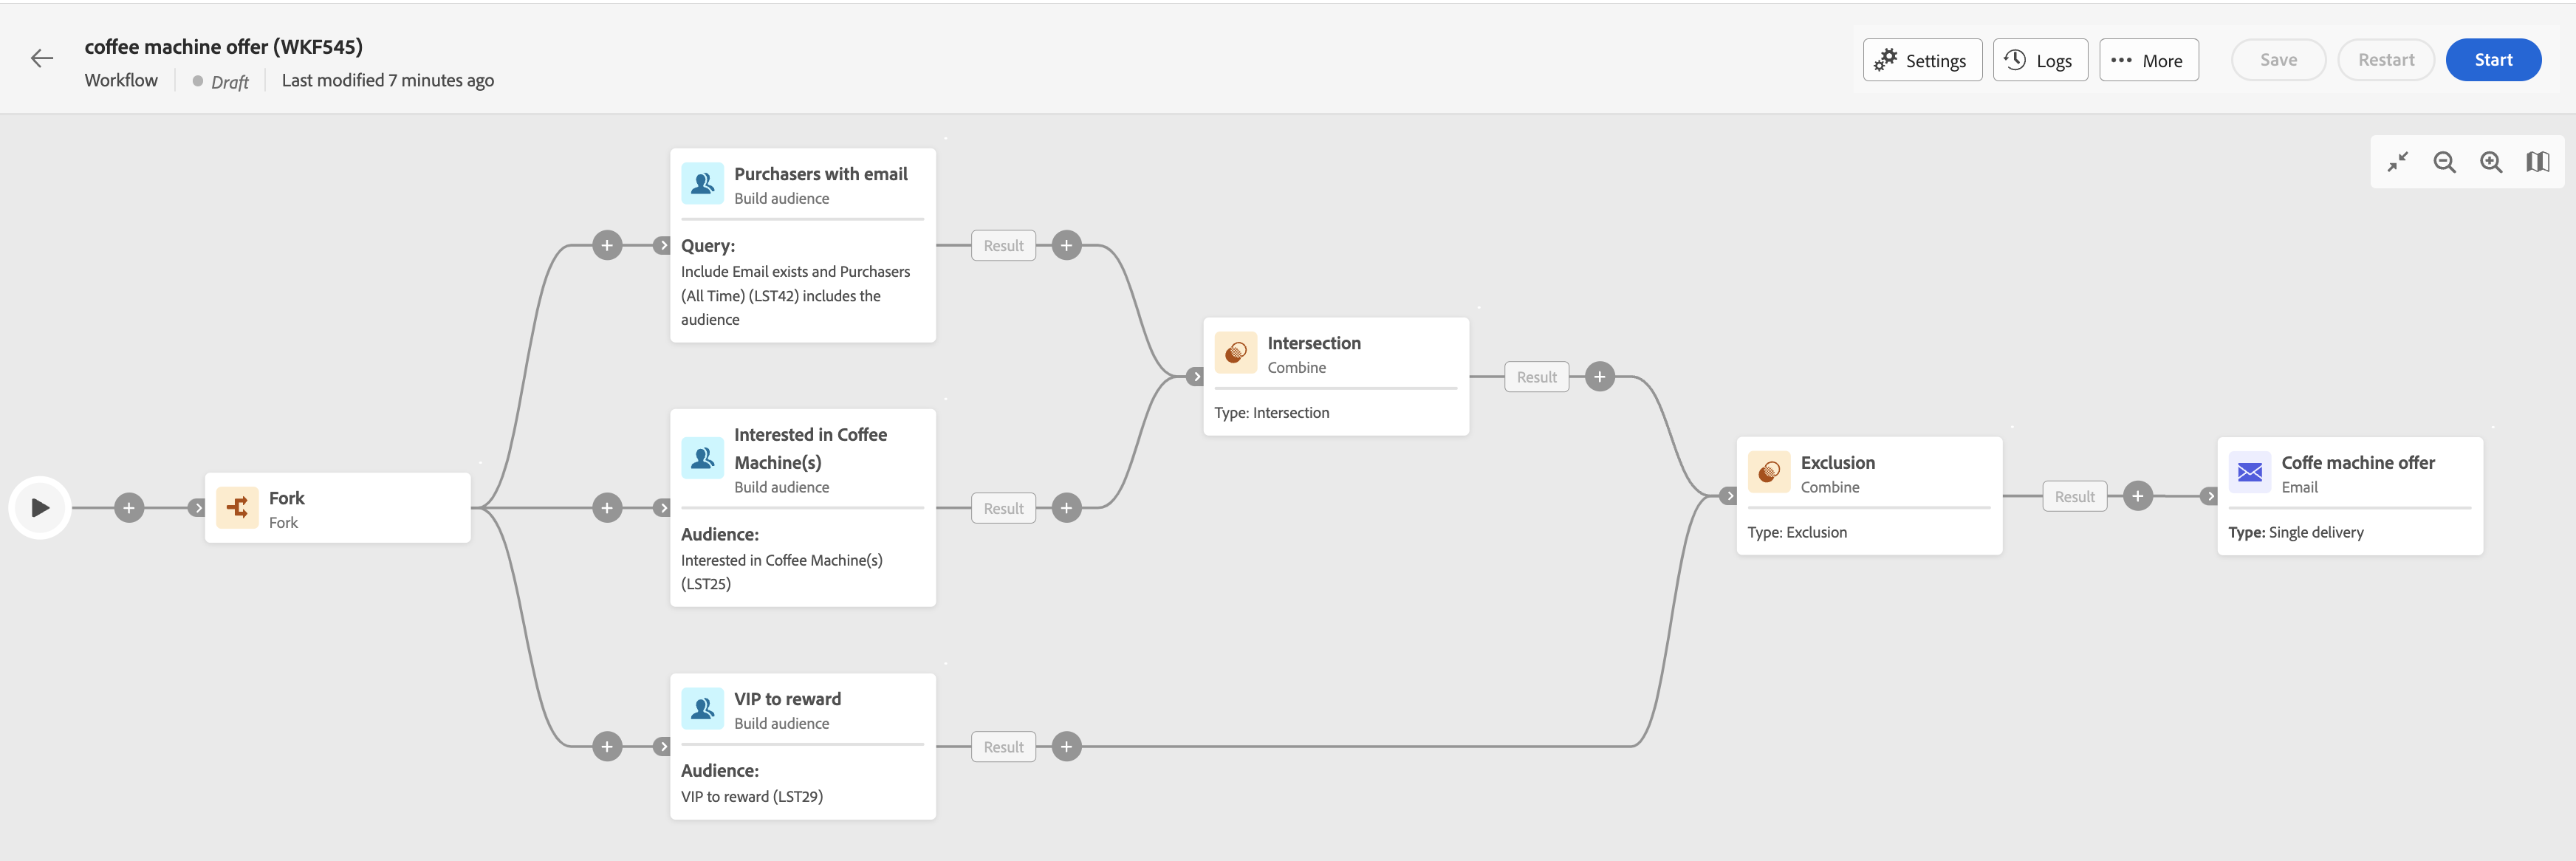 coffee machine offer (WKF545)
Workflow
Draft
Last modified 7 minutes ago
Settings
Logs
More
Save
Restart
Start
Fork
Fork
Purchasers with email
Build audience
Query:
Include Email exists and Purchasers
(All Time) (LST42) includes the
audience
Result
Interested in Coffee
Machine(s)
Build audience
Audience:
Interested in Coffee Machine(s)
(LST25)
Result
VIP to reward
Build audience
Audience:
VIP to reward (LST29)
Result
Intersection
Combine
Type: Intersection
Result
Exclusion
Combine
Type: Exclusion
Result
Coffe machine offer
Email
Type: Single delivery